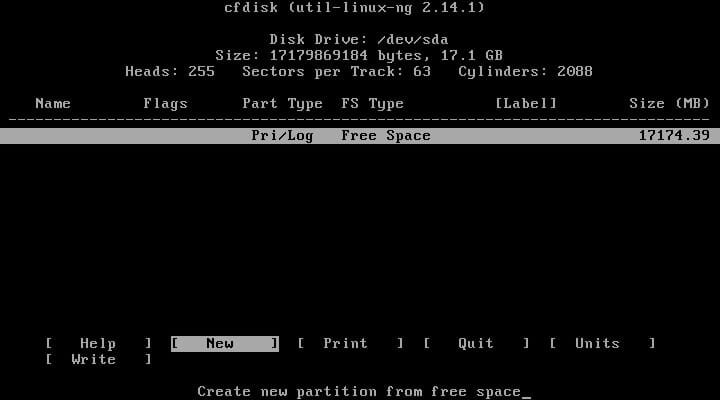 cfdisk (util-linux-ng 2.14.1)
Disk Drive: /dev/sda
Size: 17179869184 bytes, 17.1 GB
Heads: 255   Sectors per Track: 63   Cylinders: 2088
Name        Flags      Part Type  FS Type          [Label]        Size (MB)
------------------------------------------------------------------------------
Pri/Log   Free Space                       17174.39
[   Help   ]  [   New    ]  [  Print   ]  [   Quit   ]  [  Units   ]
[  Write   ]
Create new partition from free space_